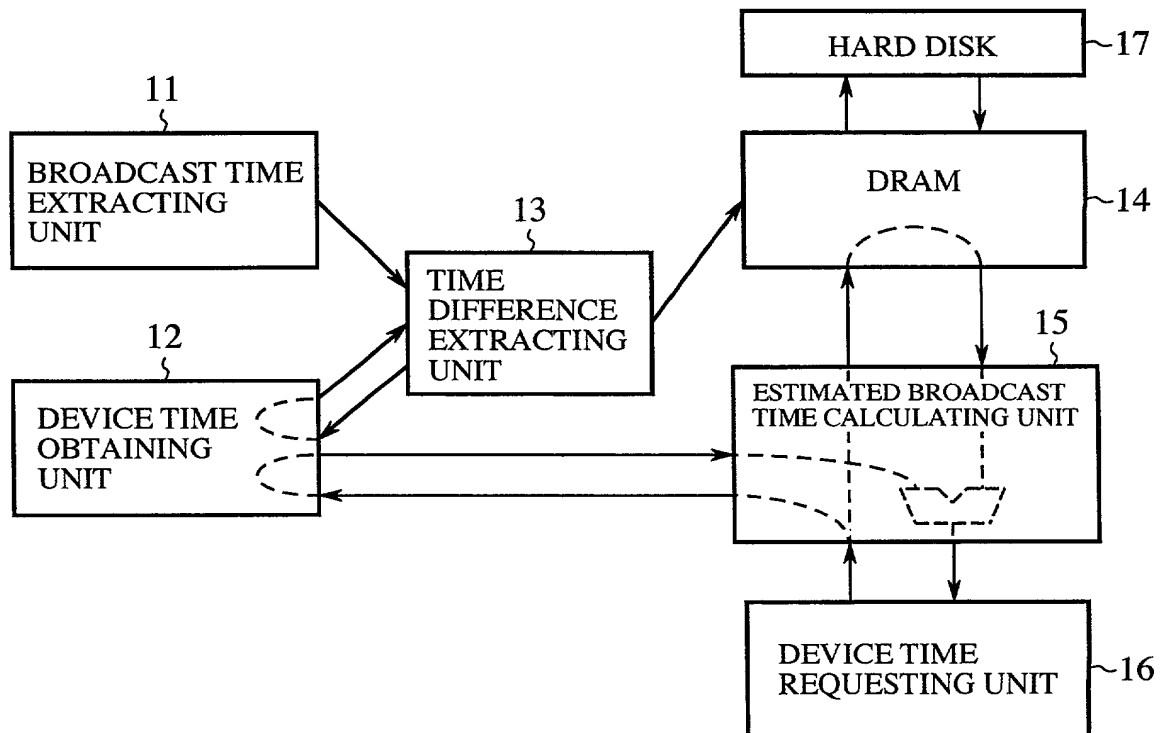 HARD DISK
17
11
BROADCAST TIME
EXTRACTING
UNIT
DRAM
14
13
TIME
DIFFERENCE
EXTRACTING
UNIT
12
DEVICE TIME
OBTAINING
UNIT
15
ESTIMATED BROADCAST
TIME CALCULATING UNIT
DEVICE TIME
REQUESTING UNIT
16